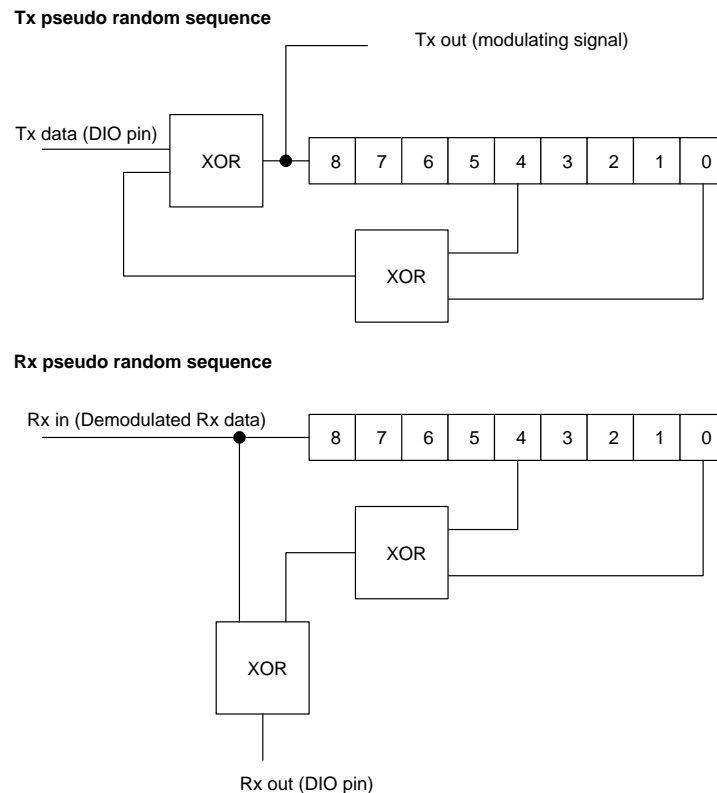 Tx pseudo random sequence
Tx out (modulating signal)
Tx data (DIO pin)
XOR
8 7 6 5 4 3 2 1 0
XOR
Rx pseudo random sequence
Rx in (Demodulated Rx data)
8 7 6 5 4 3 2 1 0
XOR
XOR
Rx out (DIO pin)